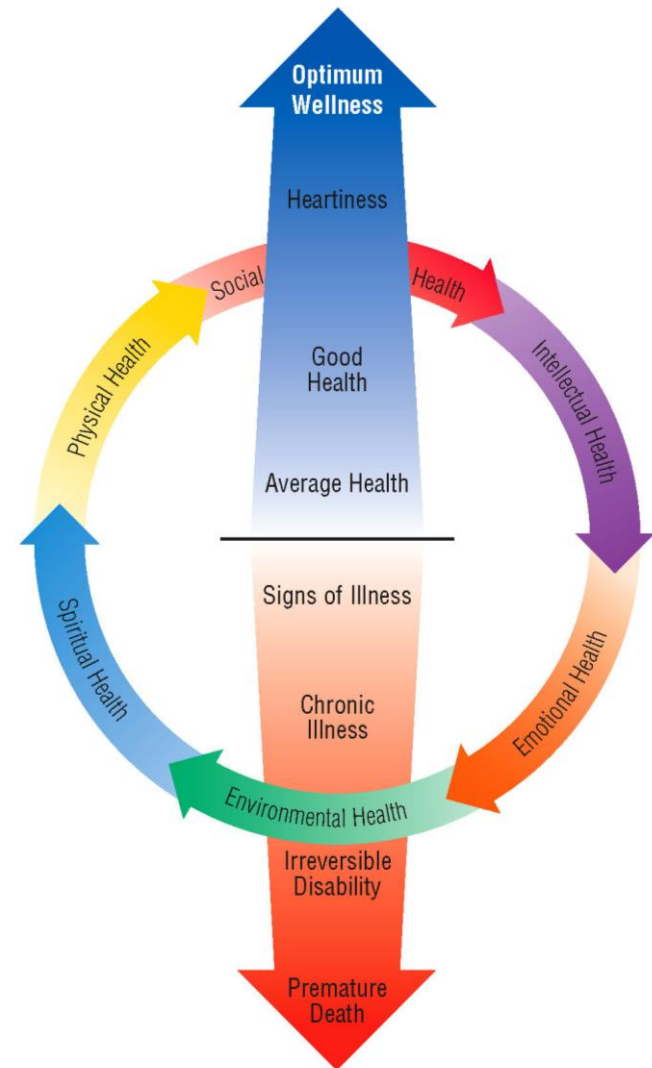 Optimum
Wellness
Heartiness
Social
Health
Physical Health
Intellectual Health
Good
Health
Average Health
Signs of Illness
Spiritual Health
Emotional Health
Chronic
Illness
Environmental Health
Irreversible
Disability
Premature
Death